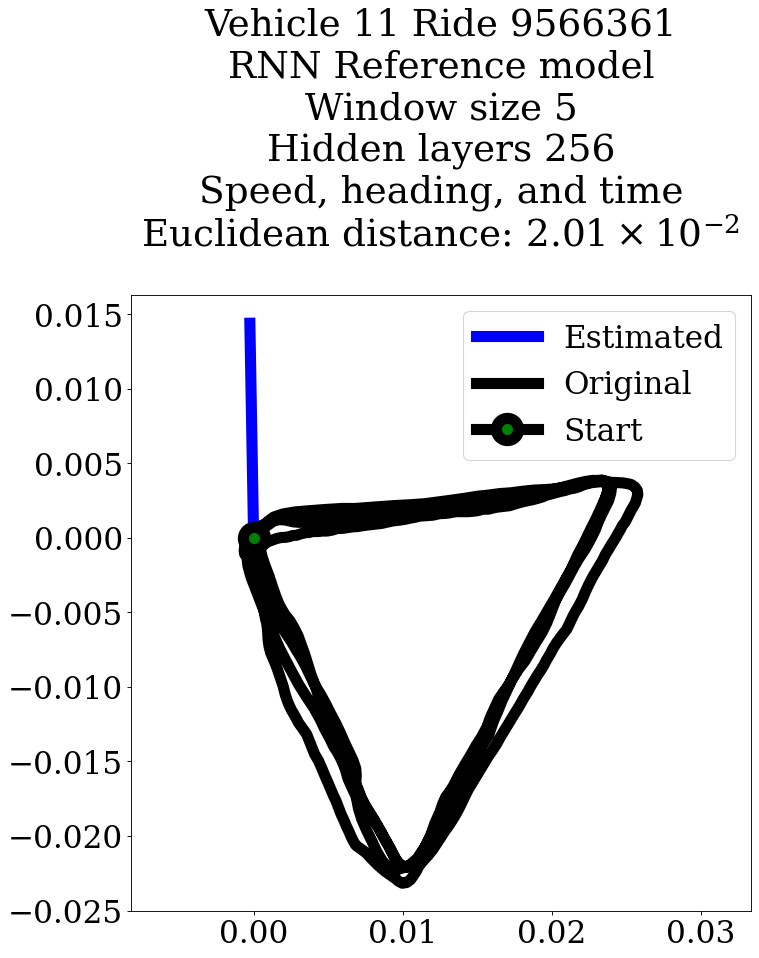 Vehicle 11 Ride 9566361
RNN Reference model
Window size 5
Hidden layers 256
Speed, heading, and time
Euclidean distance: 2.01 × 10⁻²
Estimated
Original
Start
0.015
0.010
0.005
0.000
−0.005
−0.010
−0.015
−0.020
−0.025
0.00 0.01 0.02 0.03